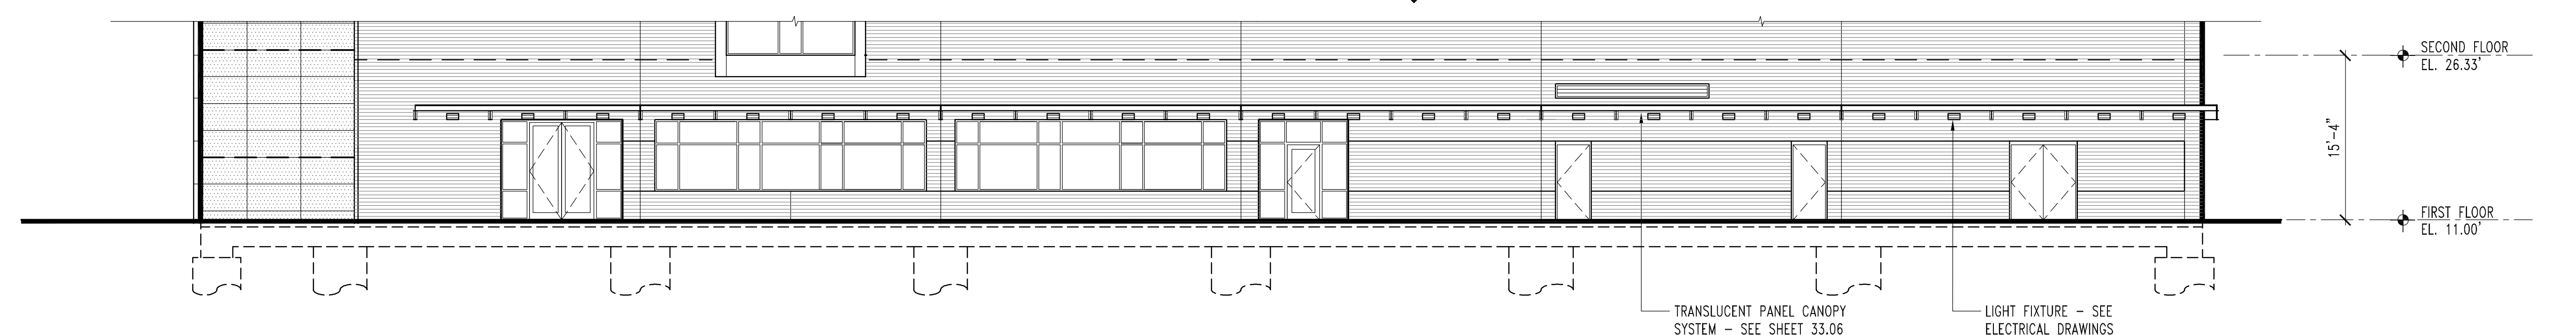 SECOND FLOOR
EL. 26.33'
15'-4"
FIRST FLOOR
EL. 11.00'
TRANSLUCENT PANEL CANOPY
SYSTEM - SEE SHEET 33.06
LIGHT FIXTURE - SEE
ELECTRICAL DRAWINGS